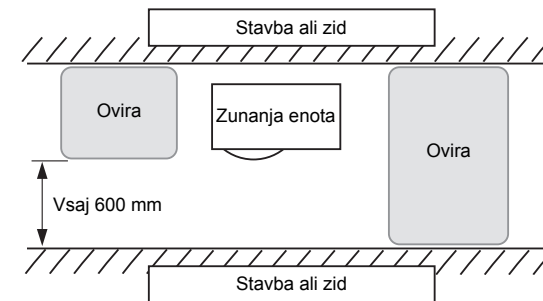 Stavba ali zid
Ovira
Zunanja enota
Ovira
Vsaj 600 mm
Stavba ali zid